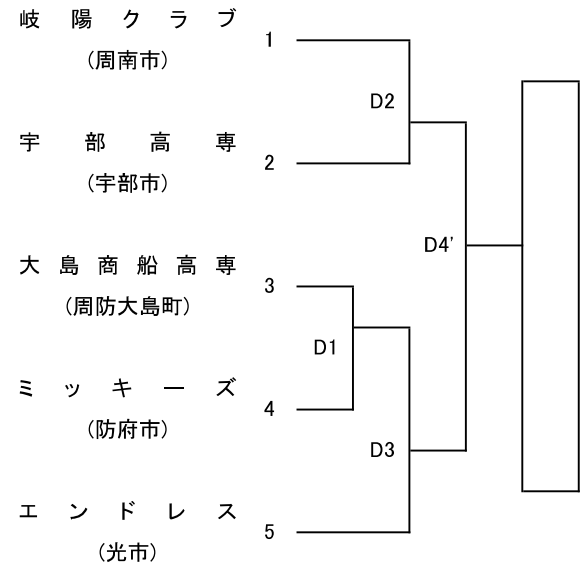 岐陽クラブ 1
(周南市)
D2
宇部高専 2
(宇部市)
D4'
大島商船高専 3
(周防大島町)
D1
ミッキーズ 4
(防府市)
D3
エンドレス 5
(光市)